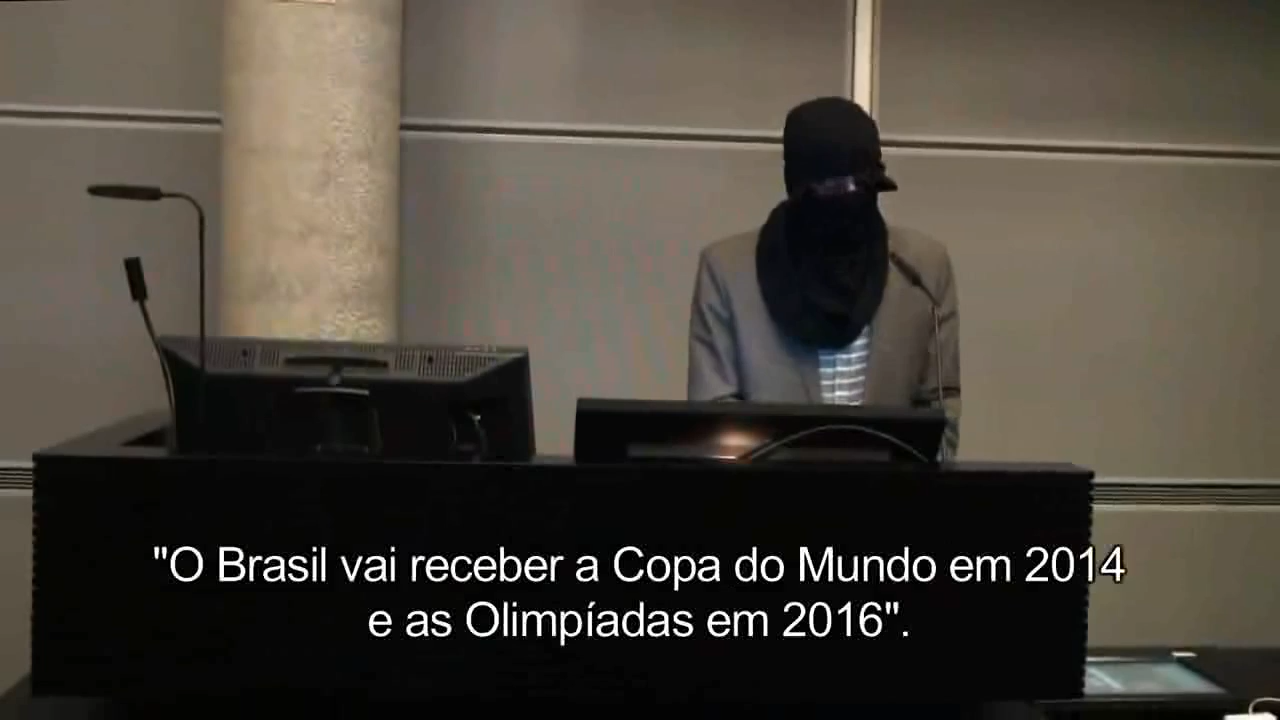 "O Brasil vai receber a Copa do Mundo em 2014
e as Olimpíadas em 2016".